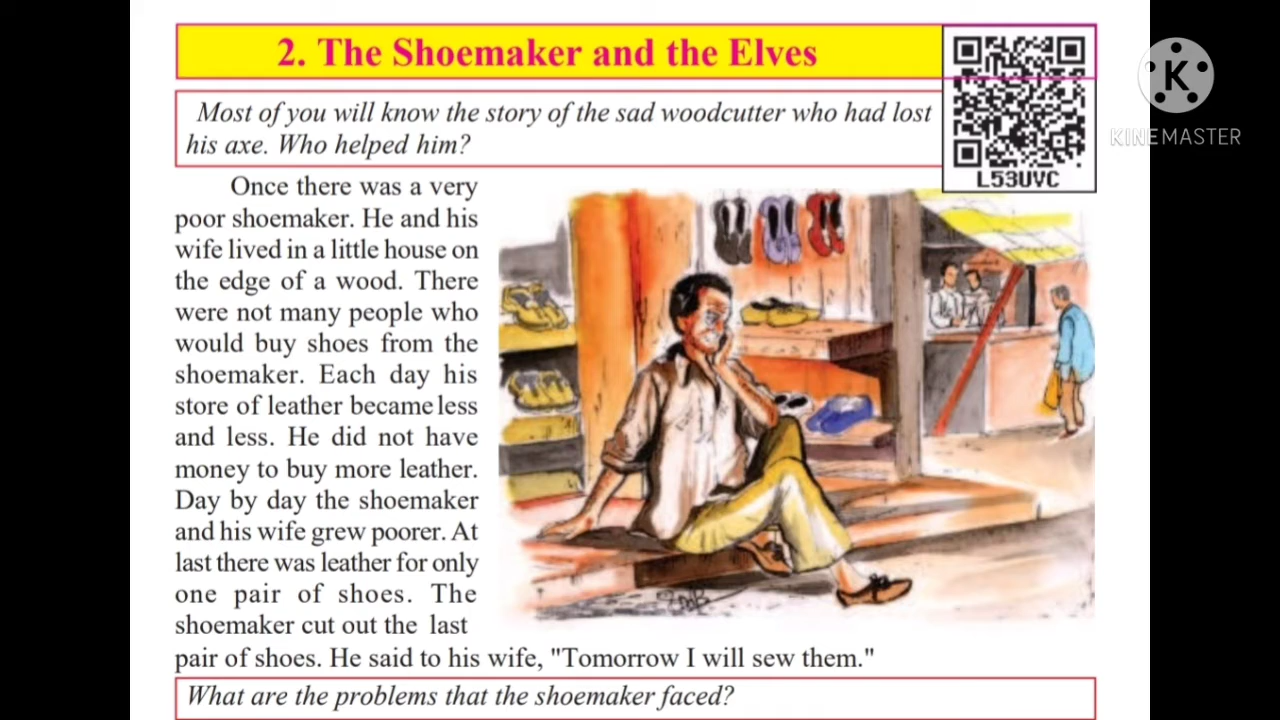 2. The Shoemaker and the Elves
L53UVC
K
KINEMASTER
Most of you will know the story of the sad woodcutter who had lost
his axe. Who helped him?
Once there was a very
poor shoemaker. He and his
wife lived in a little house on
the edge of a wood. There
were not many people who
would buy shoes from the
shoemaker. Each day his
store of leather became less
and less. He did not have
money to buy more leather.
Day by day the shoemaker
and his wife grew poorer. At
last there was leather for only
one pair of shoes. The
shoemaker cut out the last
pair of shoes. He said to his wife, "Tomorrow I will sew them."
What are the problems that the shoemaker faced?